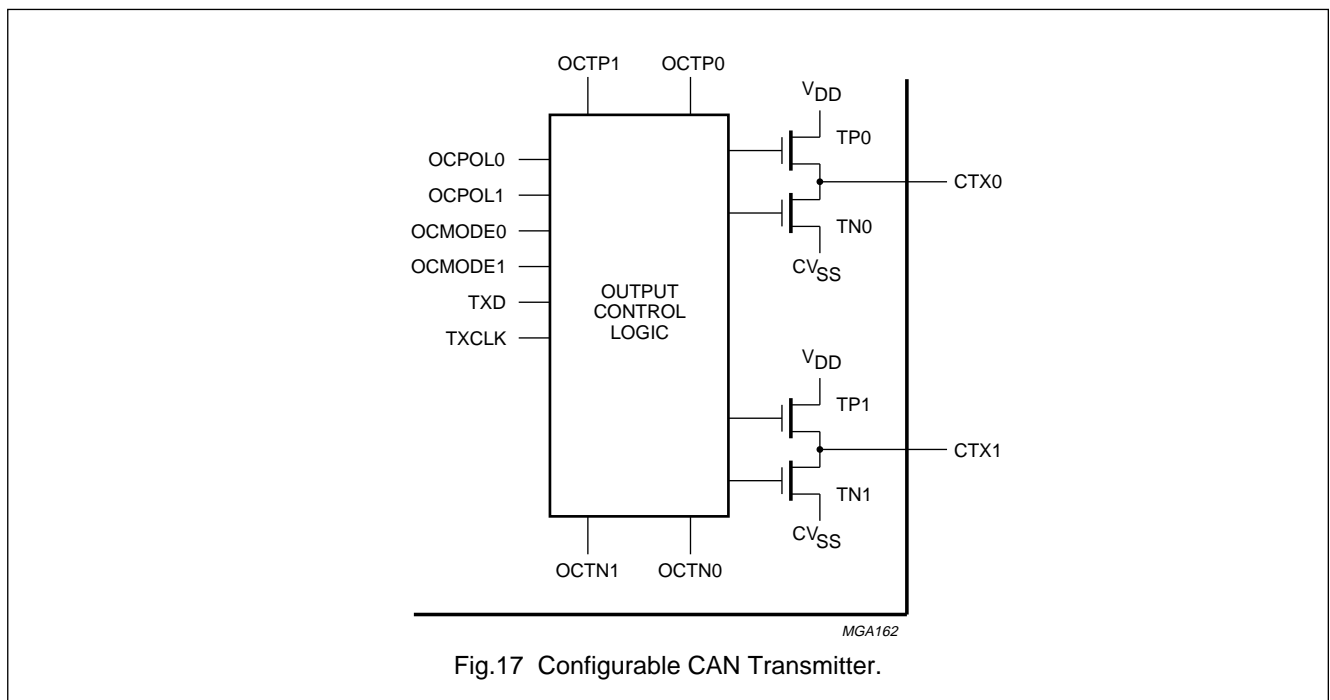 OCTP1 OCTP0
VDD
TP0
OCPOL0
CTX0
OCPOL1
TN0
OCMODE0
OCMODE1
CVSS
OUTPUT
CONTROL
LOGIC
TXD
TXCLK
VDD
TP1
CTX1
TN1
CVSS
OCTN1 OCTN0
MGA162
Fig.17 Configurable CAN Transmitter.